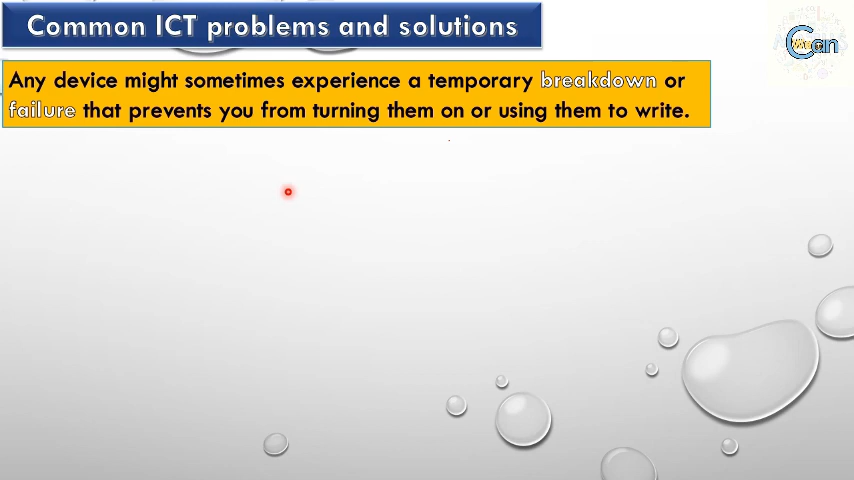 Common ICT problems and solutions
Any device might sometimes experience a temporary breakdown or
failure that prevents you from turning them on or using them to write.
Can